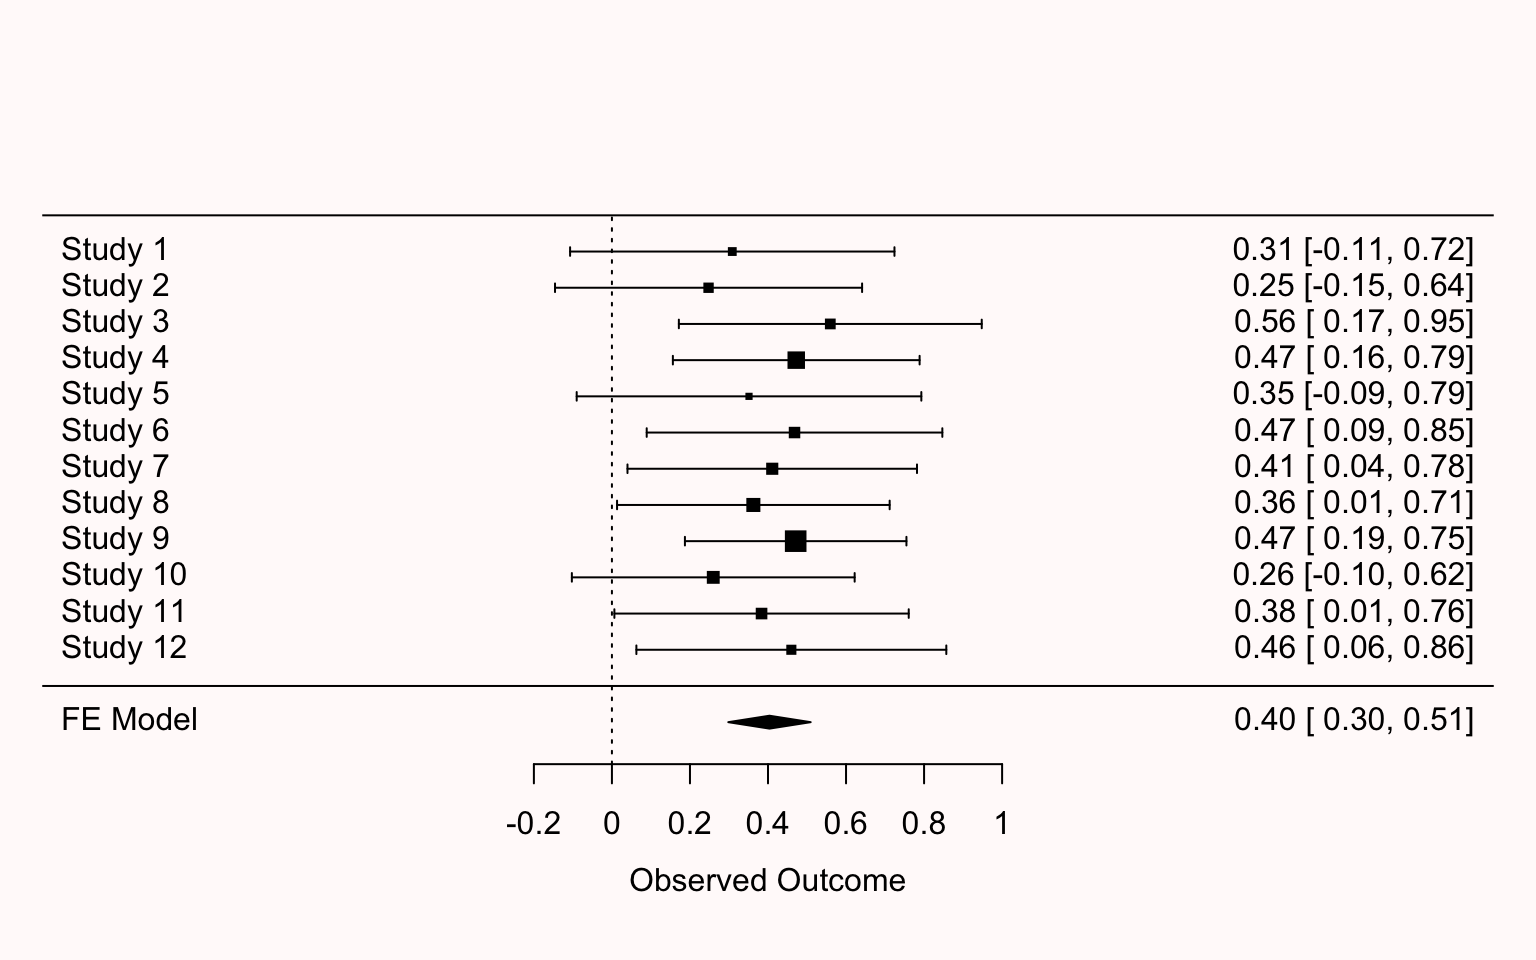 Study 1 0.31 [-0.11, 0.72]
Study 2 0.25 [-0.15, 0.64]
Study 3 0.56 [ 0.17, 0.95]
Study 4 0.47 [ 0.16, 0.79]
Study 5 0.35 [-0.09, 0.79]
Study 6 0.47 [ 0.09, 0.85]
Study 7 0.41 [ 0.04, 0.78]
Study 8 0.36 [ 0.01, 0.71]
Study 9 0.47 [ 0.19, 0.75]
Study 10 0.26 [-0.10, 0.62]
Study 11 0.38 [ 0.01, 0.76]
Study 12 0.46 [ 0.06, 0.86]
FE Model 0.40 [ 0.30, 0.51]
-0.2 0 0.2 0.4 0.6 0.8 1
Observed Outcome